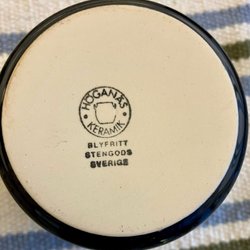 HÖGANÄS
KERAMIK
BLYFRITT
STENGODS
SVERIGE